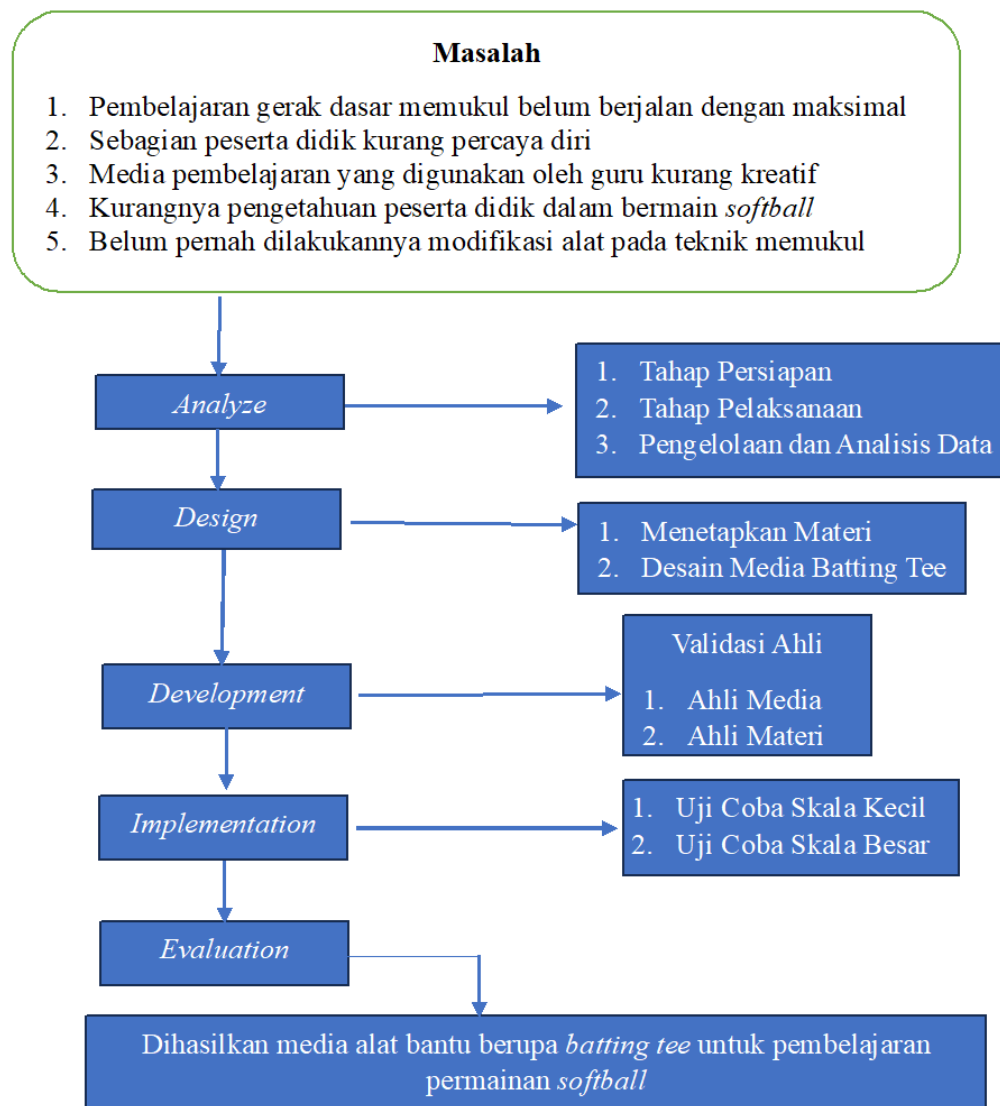 Masalah
1. Pembelajaran gerak dasar memukul belum berjalan dengan maksimal
2. Sebagian peserta didik kurang percaya diri
3. Media pembelajaran yang digunakan oleh guru kurang kreatif
4. Kurangnya pengetahuan peserta didik dalam bermain softball
5. Belum pernah dilakukannya modifikasi alat pada teknik memukul
Analyze
1. Tahap Persiapan
2. Tahap Pelaksanaan
3. Pengelolaan dan Analisis Data
Design
1. Menetapkan Materi
2. Desain Media Batting Tee
Development
Validasi Ahli
1. Ahli Media
2. Ahli Materi
Implementation
1. Uji Coba Skala Kecil
2. Uji Coba Skala Besar
Evaluation
Dihasilkan media alat bantu berupa batting tee untuk pembelajaran
permainan softball